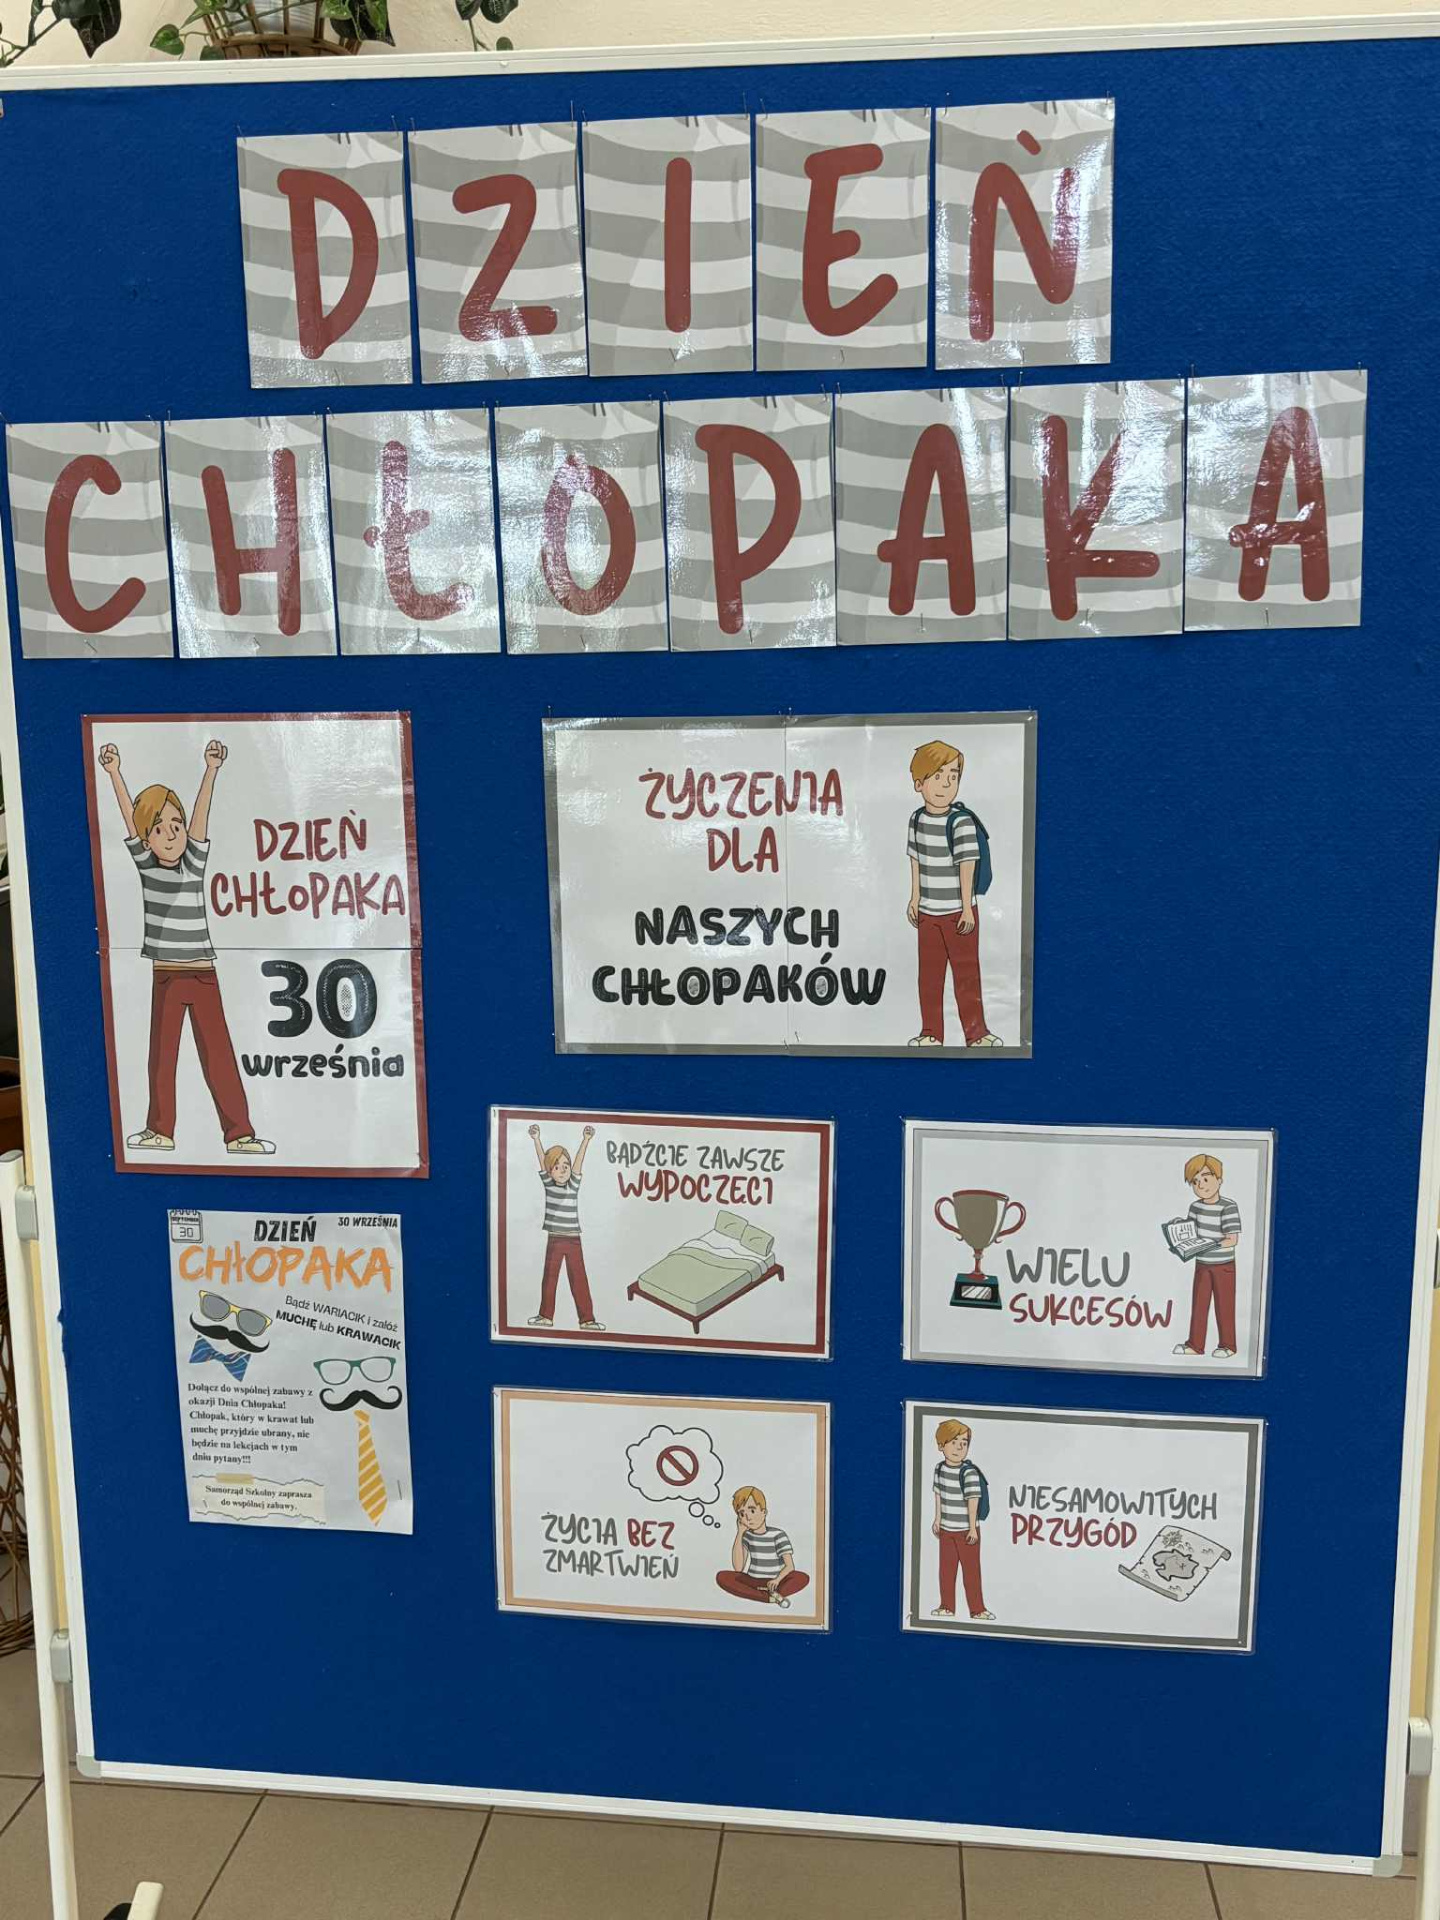 DZIEŃ
CHŁOPAKA
DZIEŃ
CHŁOPAKA
30
września
ŻYCZENIA
DLA
NASZYCH
CHŁOPAKÓW
BĄDŹCIE ZAWSZE
WYPOCZĘCI
WIELU
SUKCESÓW
SEPTEMBER
30
DZIEŃ
30 WRZEŚNIA
CHŁOPAKA
Bądź WARIACIK i załóż
MUCHĘ lub KRAWACIK
Dołącz do wspólnej zabawy z
okazji Dnia Chłopaka!
Chłopak, który w krawat lub
muchę przyjdzie ubrany, nie
będzie na lekcjach w tym
dniu pytany!!!
Samorząd Szkolny zaprasza
do wspólnej zabawy.
ŻYCIA BEZ
ZMARTWIEŃ
NIESAMOWITYCH
PRZYGÓD